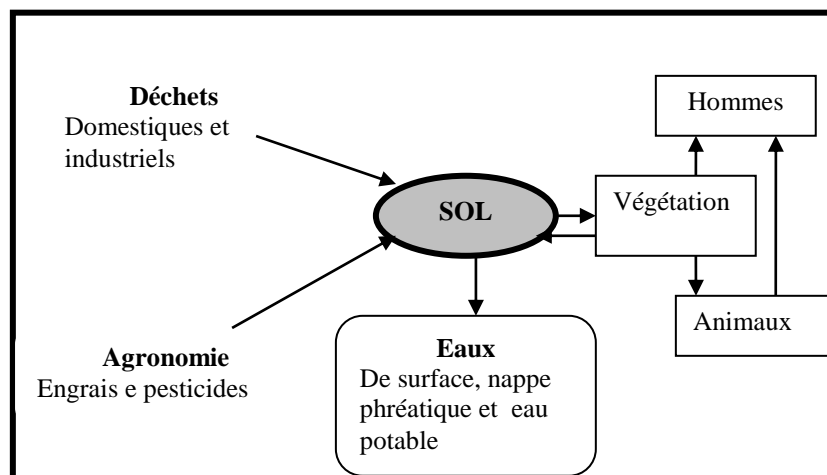 Déchets
Domestiques et
industriels
Hommes
SOL
Végétation
Animaux
Agronomie
Engrais e pesticides
Eaux
De surface, nappe
phréatique et eau
potable